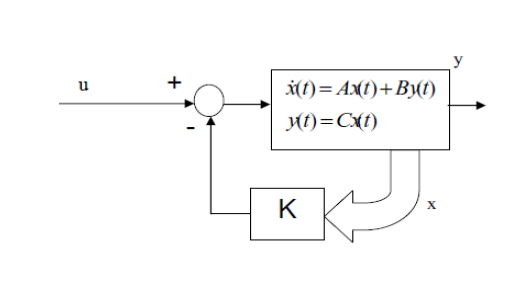 y
u
+
ẋ(t)= Ax(t)+By(t)
-
y(t)=Cx(t)
K
x